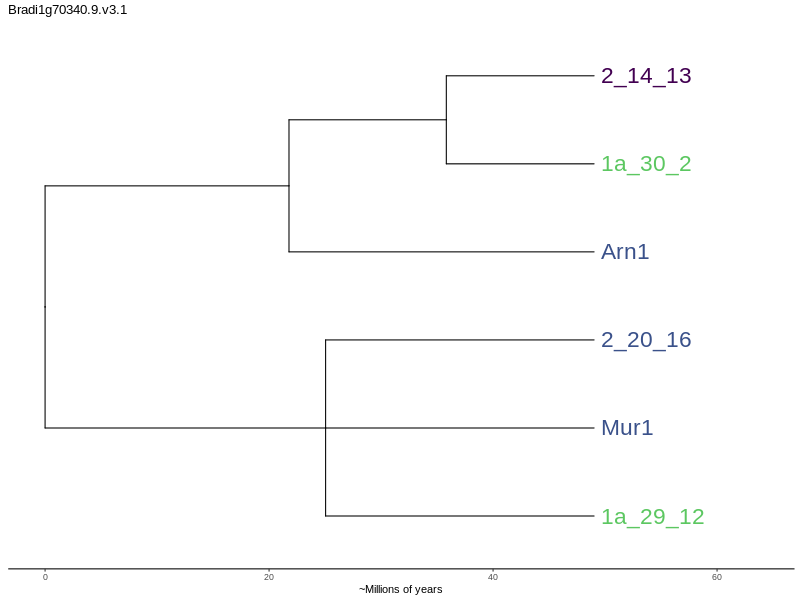 Bradi1g70340.9.v3.1
2_14_13
1a_30_2
Arn1
2_20_16
Mur1
1a_29_12
0 20 40 60
~Millions of years